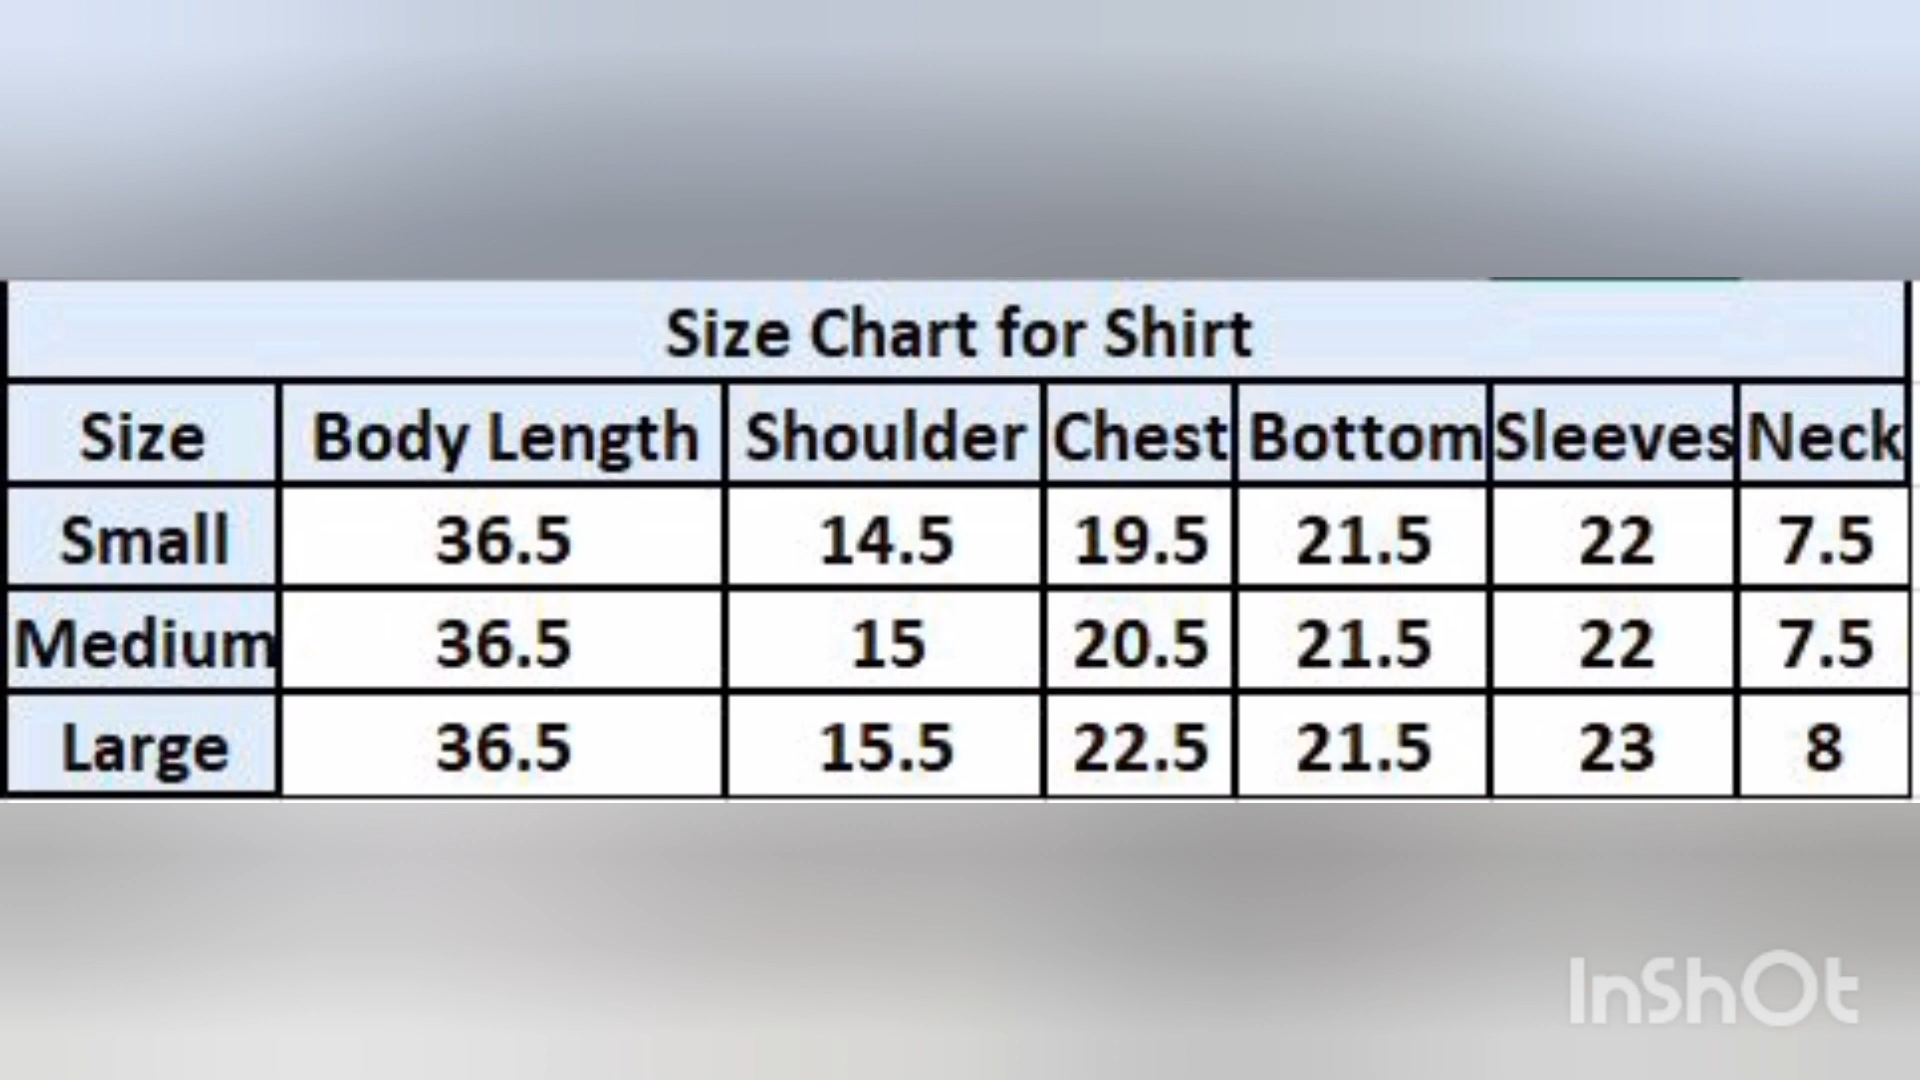 Size Chart for Shirt
Size Body Length Shoulder Chest Bottom Sleeves Neck
Small 36.5 14.5 19.5 21.5 22 7.5
Medium 36.5 15 20.5 21.5 22 7.5
Large 36.5 15.5 22.5 21.5 23 8
InShOt